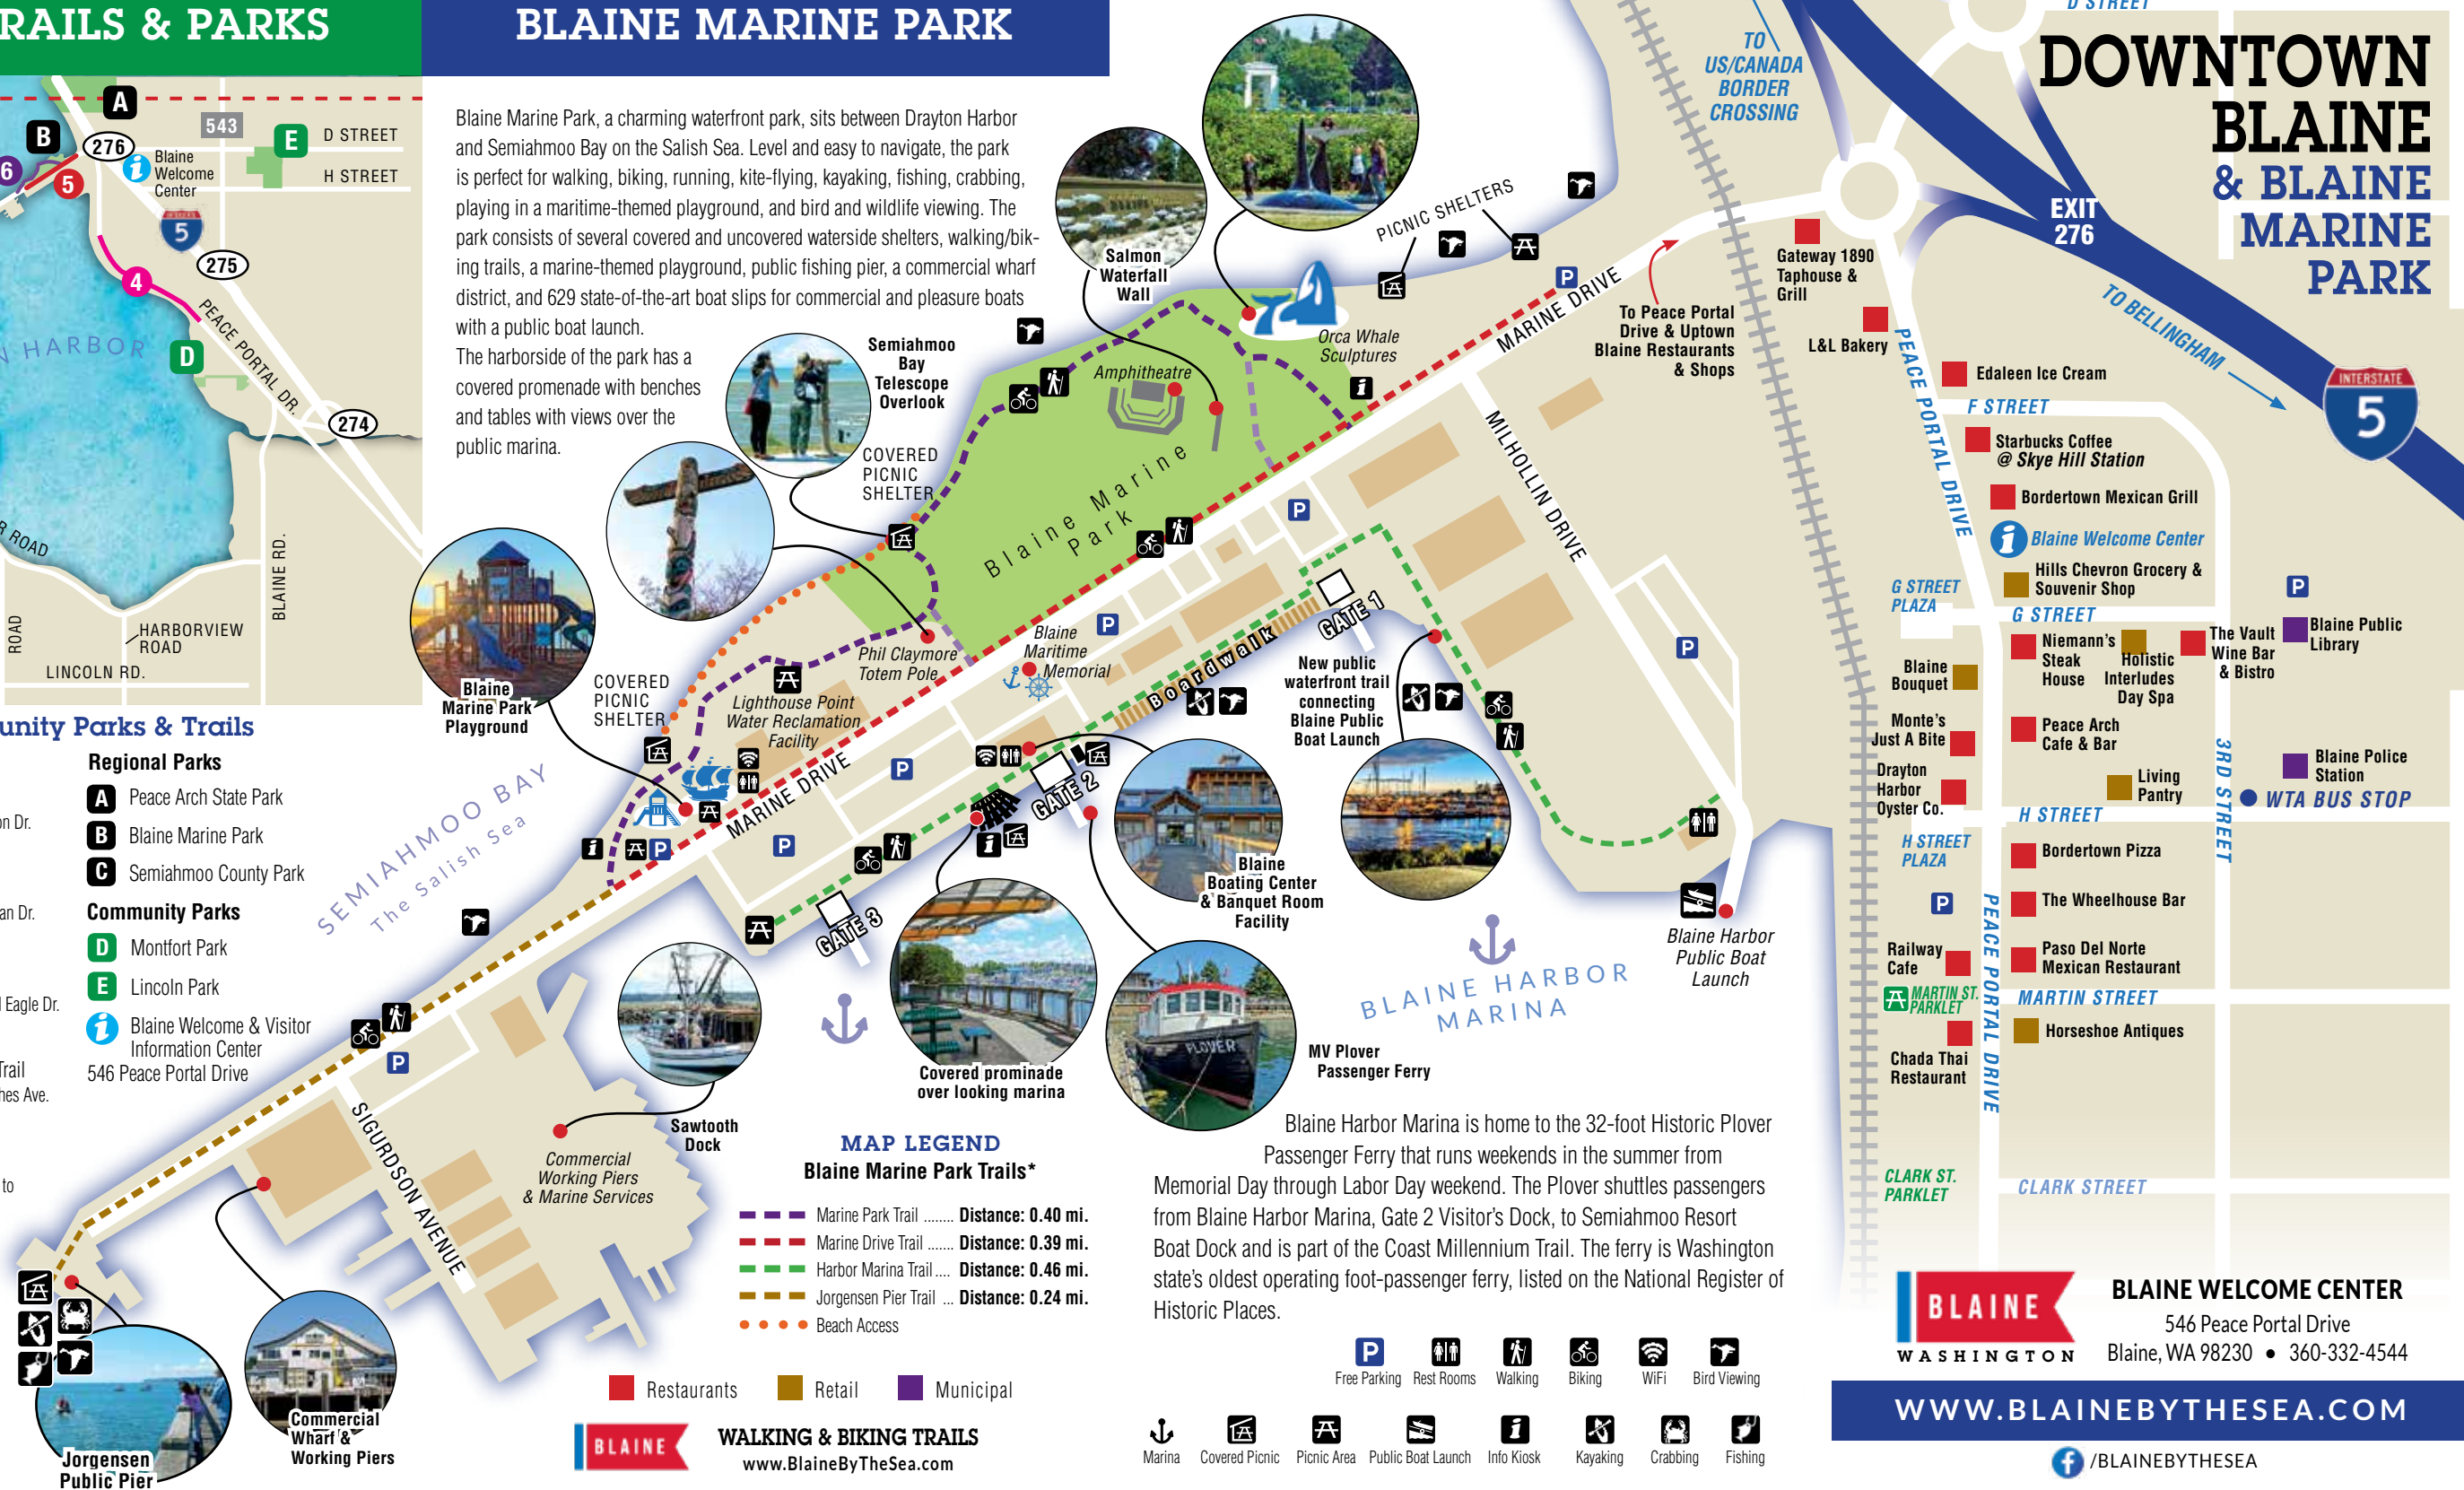 RAILS & PARKS
A
B
543
E
D STREET
276
Blaine
Welcome
Center
H STREET
6
5
INTERSTATE
5
275
4
PEACE PORTAL DR.
N HARBOR
D
274
R ROAD
BLAINE RD.
ROAD
HARBORVIEW
ROAD
LINCOLN RD.
unity Parks & Trails
Regional Parks
A Peace Arch State Park
on Dr.
B Blaine Marine Park
C Semiahmoo County Park
an Dr.
Community Parks
D Montfort Park
E Lincoln Park
l Eagle Dr.
i Blaine Welcome & Visitor
Information Center
546 Peace Portal Drive
Trail
hes Ave.
to
BLAINE MARINE PARK
Blaine Marine Park, a charming waterfront park, sits between Drayton Harbor
and Semiahmoo Bay on the Salish Sea. Level and easy to navigate, the park
is perfect for walking, biking, running, kite-flying, kayaking, fishing, crabbing,
playing in a maritime-themed playground, and bird and wildlife viewing. The
park consists of several covered and uncovered waterside shelters, walking/bik-
ing trails, a marine-themed playground, public fishing pier, a commercial wharf
district, and 629 state-of-the-art boat slips for commercial and pleasure boats
with a public boat launch.
The harborside of the park has a
covered promenade with benches
and tables with views over the
public marina.
Salmon
Waterfall
Wall
PICNIC SHELTERS
Orca Whale
Sculptures
Semiahmoo
Bay
Telescope
Overlook
Amphitheatre
COVERED
PICNIC
SHELTER
Blaine Marine
Park
MARINE DRIVE
MILHOLLIN DRIVE
Blaine
Marine Park
Playground
COVERED
PICNIC
SHELTER
Phil Claymore
Totem Pole
Lighthouse Point
Water Reclamation
Facility
Blaine
Maritime
Memorial
Boardwalk
GATE 1
New public
waterfront trail
connecting
Blaine Public
Boat Launch
GATE 2
MARINE DRIVE
GATE 3
SEMIAHMOO BAY
The Salish Sea
Blaine
Boating Center
& Banquet Room
Facility
Blaine Harbor
Public Boat
Launch
BLAINE HARBOR
MARINA
Covered prominade
over looking marina
PLOVER
MV Plover
Passenger Ferry
Sawtooth
Dock
Commercial
Working Piers
& Marine Services
SIGURDSON AVENUE
Commercial
Wharf &
Working Piers
Jorgensen
Public Pier
MAP LEGEND
Blaine Marine Park Trails*
Marine Park Trail ........ Distance: 0.40 mi.
Marine Drive Trail ....... Distance: 0.39 mi.
Harbor Marina Trail .... Distance: 0.46 mi.
Jorgensen Pier Trail ... Distance: 0.24 mi.
Beach Access
Restaurants Retail Municipal
BLAINE
WALKING & BIKING TRAILS
www.BlaineByTheSea.com
Blaine Harbor Marina is home to the 32-foot Historic Plover
Passenger Ferry that runs weekends in the summer from
Memorial Day through Labor Day weekend. The Plover shuttles passengers
from Blaine Harbor Marina, Gate 2 Visitor's Dock, to Semiahmoo Resort
Boat Dock and is part of the Coast Millennium Trail. The ferry is Washington
state's oldest operating foot-passenger ferry, listed on the National Register of
Historic Places.
Free Parking Rest Rooms Walking Biking WiFi Bird Viewing
Marina Covered Picnic Picnic Area Public Boat Launch Info Kiosk Kayaking Crabbing Fishing
D STREET
DOWNTOWN
BLAINE
& BLAINE
MARINE
PARK
TO
US/CANADA
BORDER
CROSSING
EXIT
276
TO BELLINGHAM
INTERSTATE
5
To Peace Portal
Drive & Uptown
Blaine Restaurants
& Shops
Gateway 1890
Taphouse &
Grill
L&L Bakery
PEACE PORTAL DRIVE
Edaleen Ice Cream
F STREET
Starbucks Coffee
@ Skye Hill Station
Bordertown Mexican Grill
Blaine Welcome Center
Hills Chevron Grocery &
Souvenir Shop
G STREET
PLAZA
G STREET
Niemann's
Steak
House
Holistic
Interludes
Day Spa
The Vault
Wine Bar
& Bistro
Blaine Public
Library
Blaine
Bouquet
Monte's
Just A Bite
Peace Arch
Cafe & Bar
3RD STREET
Blaine Police
Station
Drayton
Harbor
Oyster Co.
Living
Pantry
WTA BUS STOP
H STREET
H STREET
PLAZA
Bordertown Pizza
The Wheelhouse Bar
PEACE PORTAL DRIVE
Railway
Cafe
Paso Del Norte
Mexican Restaurant
MARTIN ST.
PARKLET
MARTIN STREET
Horseshoe Antiques
Chada Thai
Restaurant
CLARK ST.
PARKLET
CLARK STREET
BLAINE
WASHINGTON
BLAINE WELCOME CENTER
546 Peace Portal Drive
Blaine, WA 98230 • 360-332-4544
WWW.BLAINEBYTHESEA.COM
/BLAINEBYTHESEA